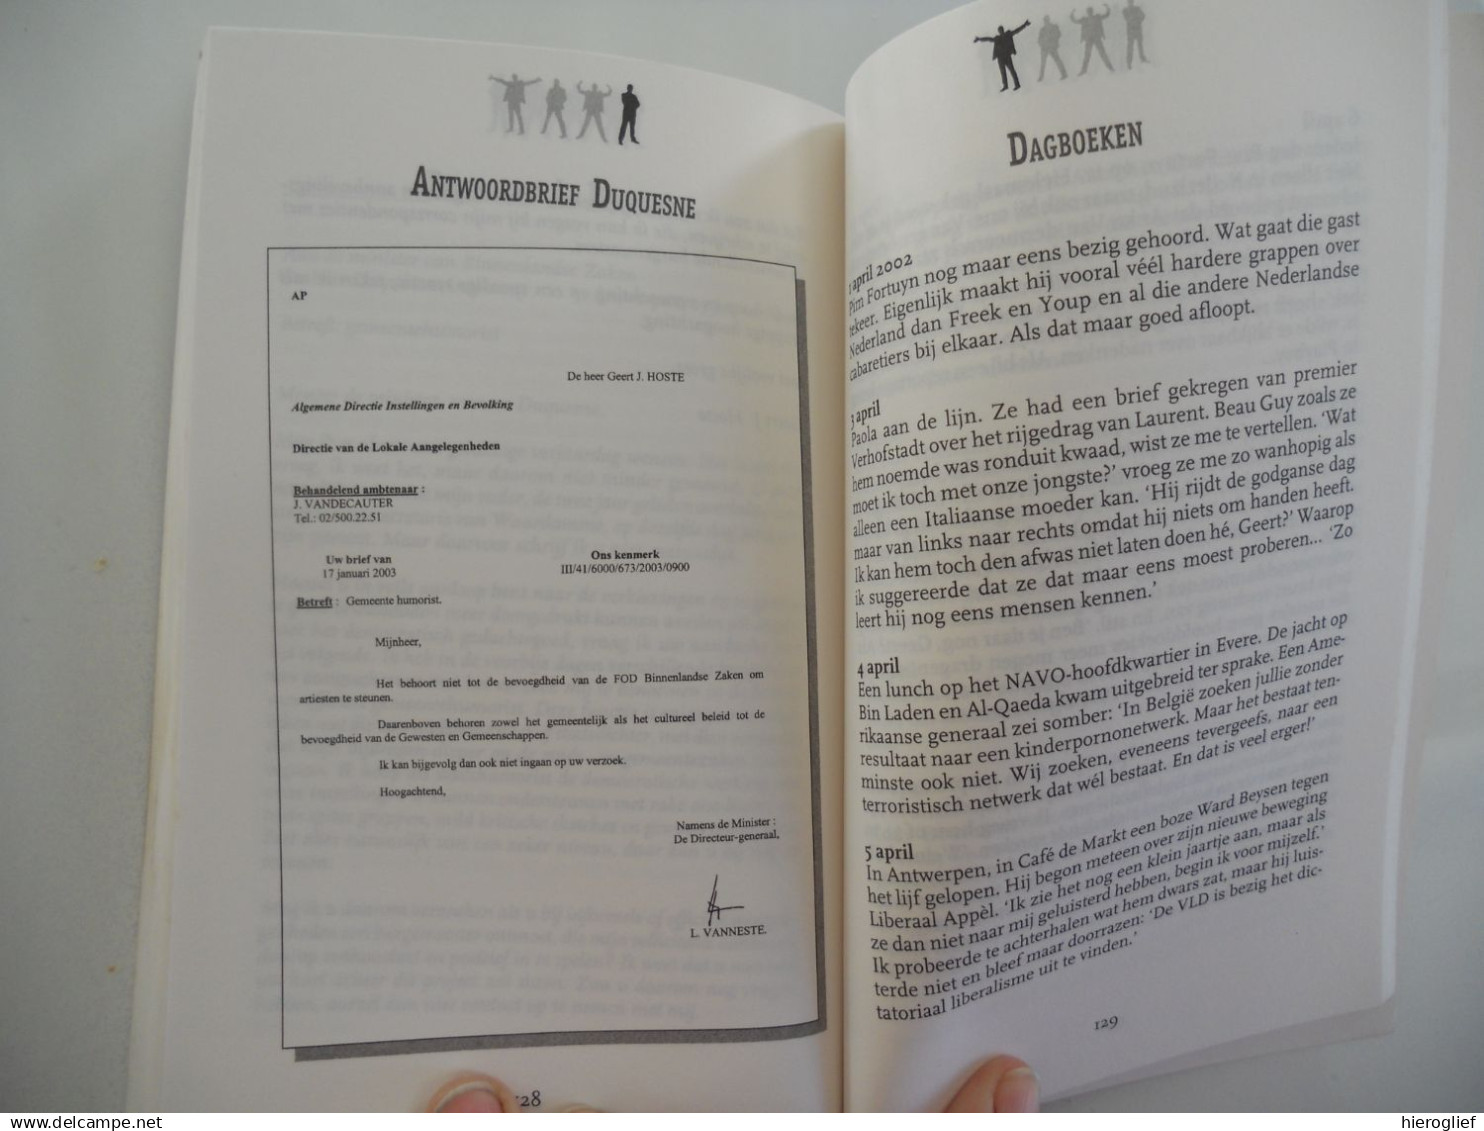 ANTWOORDBRIEF DUQUESNE
AP
De heer Geert J. HOSTE
Algemene Directie Instellingen en Bevolking
Directie van de Lokale Aangelegenheden
Behandelend ambtenaar :
J. VANDECAUTER
Tel.: 02/500.22.51
Uw brief van
17 januari 2003
Ons kenmerk
III/41/6000/673/2003/0900
Betreft : Gemeente humorist.
Mijnheer,
Het behoort niet tot de bevoegdheid van de FOD Binnenlandse Zaken om
artiesten te steunen.
Daarenboven behoren zowel het gemeentelijk als het cultureel beleid tot de
bevoegdheid van de Gewesten en Gemeenschappen.
Ik kan bijgevolg dan ook niet ingaan op uw verzoek.
Hoogachtend,
Namens de Minister :
De Directeur-generaal,
L. VANNESTE.
128
DAGBOEKEN
1 april 2002
Pim Fortuyn nog maar eens bezig gehoord. Wat gaat die gast
tekeer. Eigenlijk maakt hij vooral véél hardere grappen over
Nederland dan Freek en Youp en al die andere Nederlandse
cabaretiers bij elkaar. Als dat maar goed afloopt.
3 april
Paola aan de lijn. Ze had een brief gekregen van premier
Verhofstadt over het rijgedrag van Laurent. Beau Guy zoals ze
hem noemde was ronduit kwaad, wist ze me te vertellen. ‘Wat
moet ik toch met onze jongste?’ vroeg ze me zo wanhopig als
alleen een Italiaanse moeder kan. ‘Hij rijdt de godganse dag
maar van links naar rechts omdat hij niets om handen heeft.
Ik kan hem toch den afwas niet laten doen hé, Geert?’ Waarop
ik suggereerde dat ze dat maar eens moest proberen... ‘Zo
leert hij nog eens mensen kennen.’
4 april
Een lunch op het NAVO-hoofdkwartier in Evere. De jacht op
Bin Laden en Al-Qaeda kwam uitgebreid ter sprake. Een Ame-
rikaanse generaal zei somber: ‘In België zoeken jullie zonder
resultaat naar een kinderpornonetwerk. Maar het bestaat ten-
minste ook niet. Wij zoeken, eveneens tevergeefs, naar een
terroristisch netwerk dat wél bestaat. En dat is veel erger!’
5 april
In Antwerpen, in Café de Markt een boze Ward Beysen tegen
het lijf gelopen. Hij begon meteen over zijn nieuwe beweging
Liberaal Appèl. ‘Ik zie het nog een klein jaartje aan, maar als
ze dan niet naar mij geluisterd hebben, begin ik voor mijzelf.’
Ik probeerde te achterhalen wat hem dwars zat, maar hij luis-
terde niet en bleef maar doorrazen: ‘De VLD is bezig het dic-
tatoriaal liberalisme uit te vinden.’
129
hieroglief